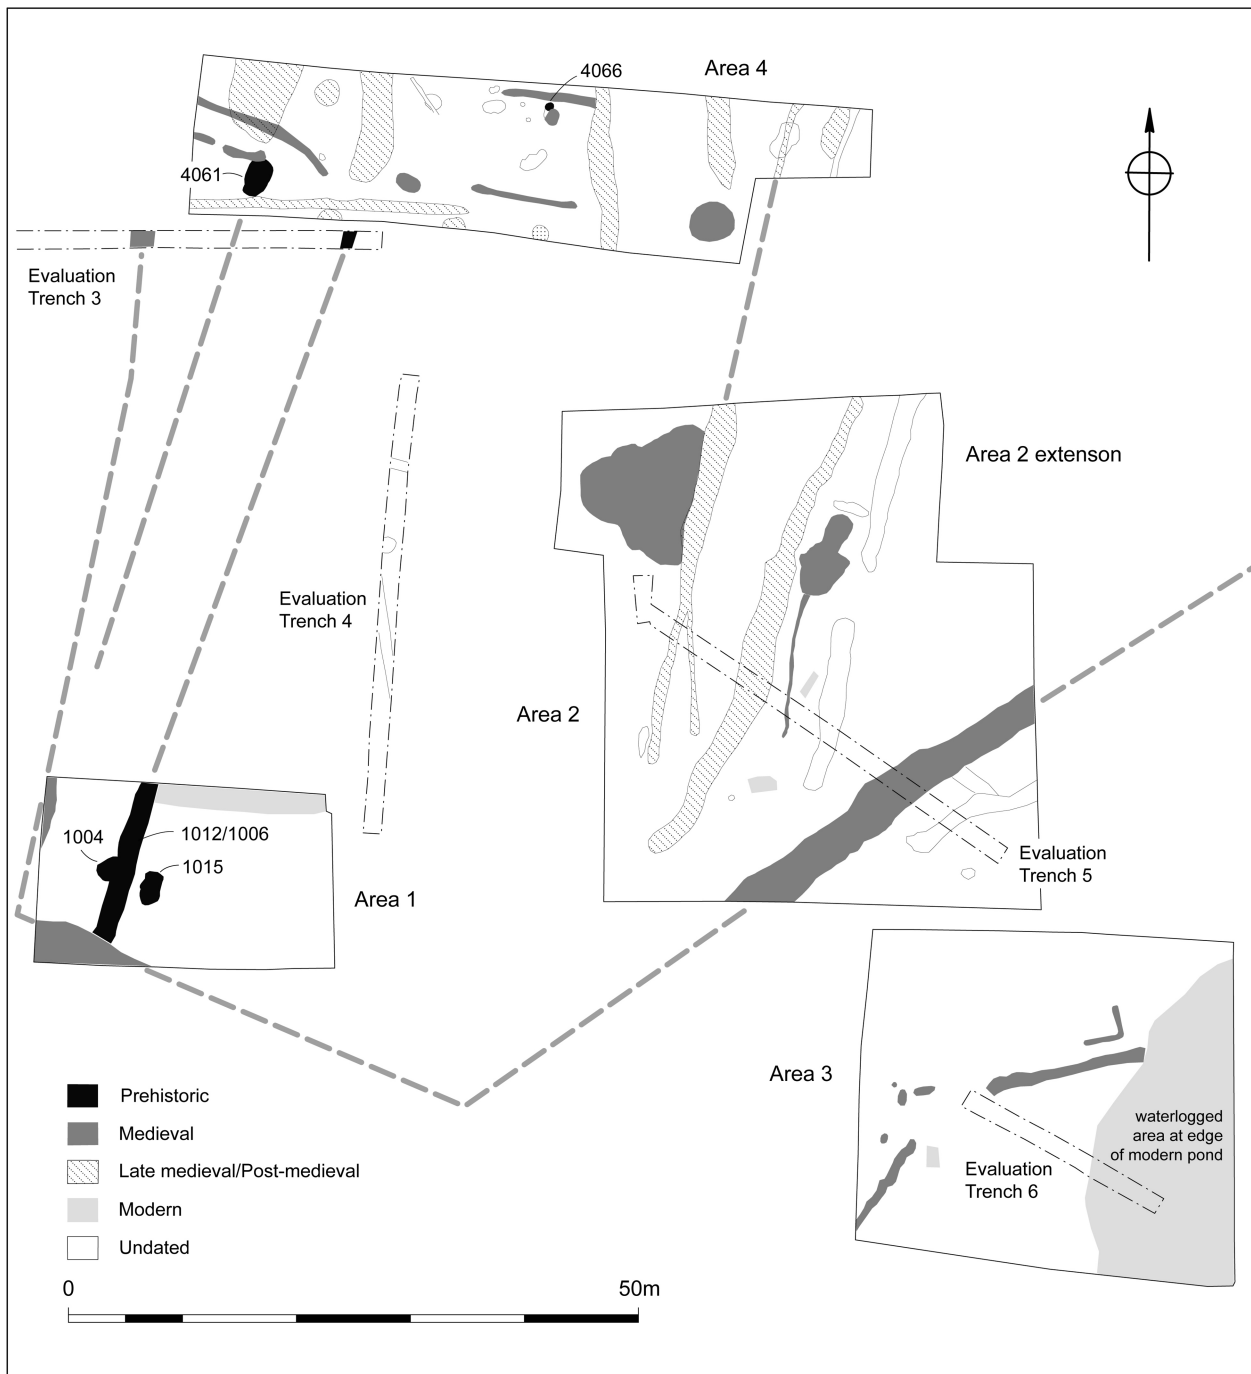 4066
Area 4
4061
Evaluation
Trench 3
Area 2 extenson
Evaluation
Trench 4
Area 2
1004
1012/1006
1015
Area 1
Evaluation
Trench 5
Area 3
waterlogged
area at edge
of modern pond
Evaluation
Trench 6
Prehistoric
Medieval
Late medieval/Post-medieval
Modern
Undated
0
50m